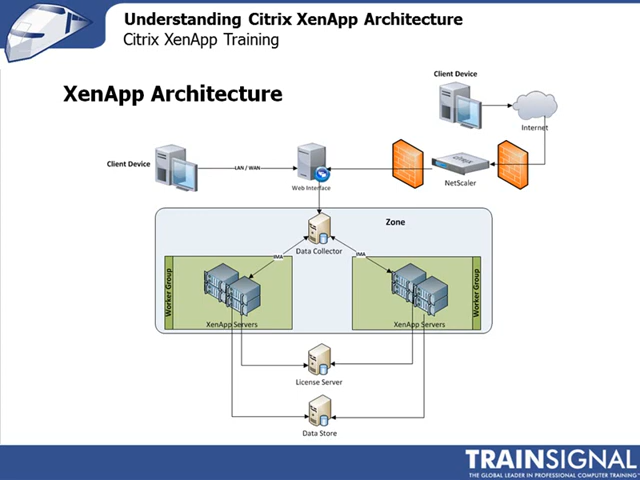 Understanding Citrix XenApp Architecture
Citrix XenApp Training
XenApp Architecture
Client Device
Internet
Client Device
LAN / WAN
Web Interface
citrix
NetScaler
Zone
Data Collector
IMA
IMA
Worker Group
XenApp Servers
XenApp Servers
Worker Group
License Server
Data Store
TRAINSIGNAL
THE GLOBAL LEADER IN PROFESSIONAL COMPUTER TRAINING